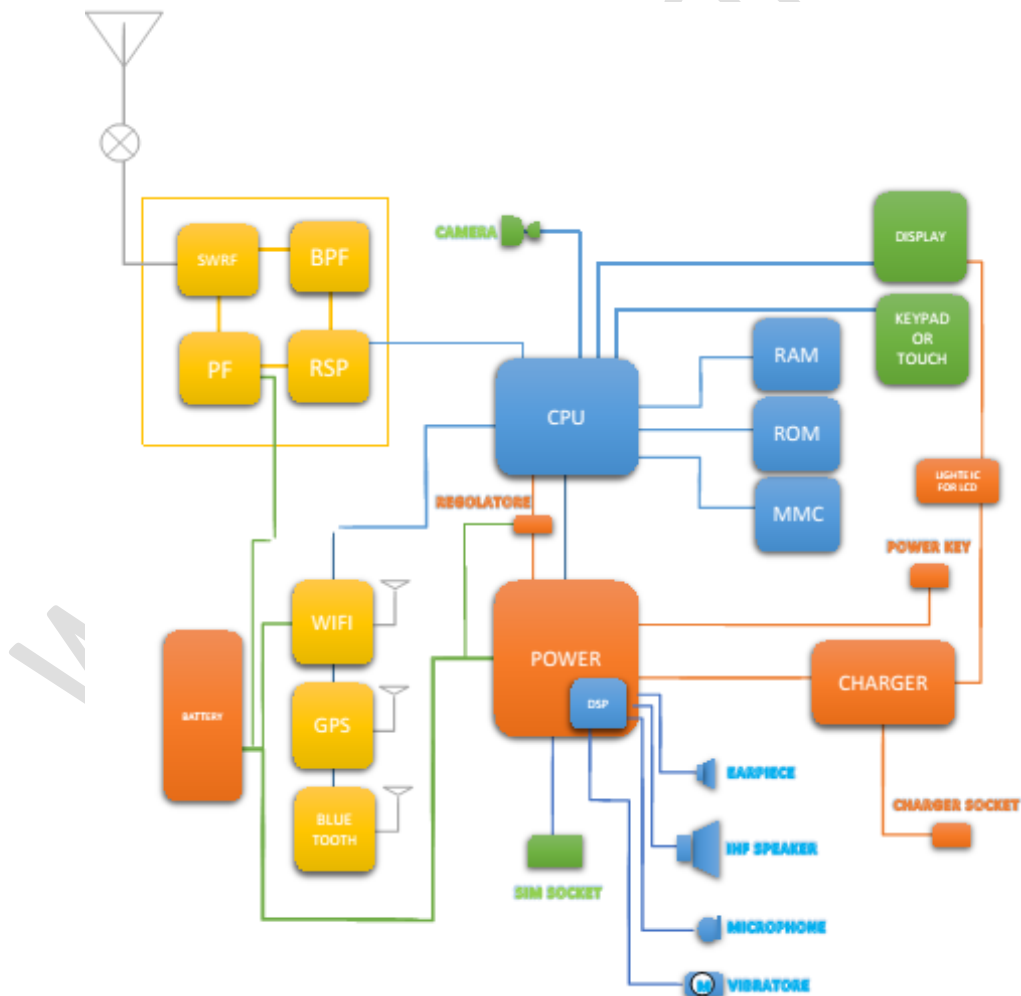 CAMERA
DISPLAY
SWRF
BPF
KEYPAD
OR
TOUCH
PF
RSP
RAM
CPU
ROM
LIGHTE IC
FOR LCD
REGOLATORE
MMC
POWER KEY
WIFI
POWER
CHARGER
BATTERY
DSP
GPS
EARPIECE
CHARGER SOCKET
BLUE
TOOTH
IHF SPEAKER
SIM SOCKET
MICROPHONE
M
VIBRATORE